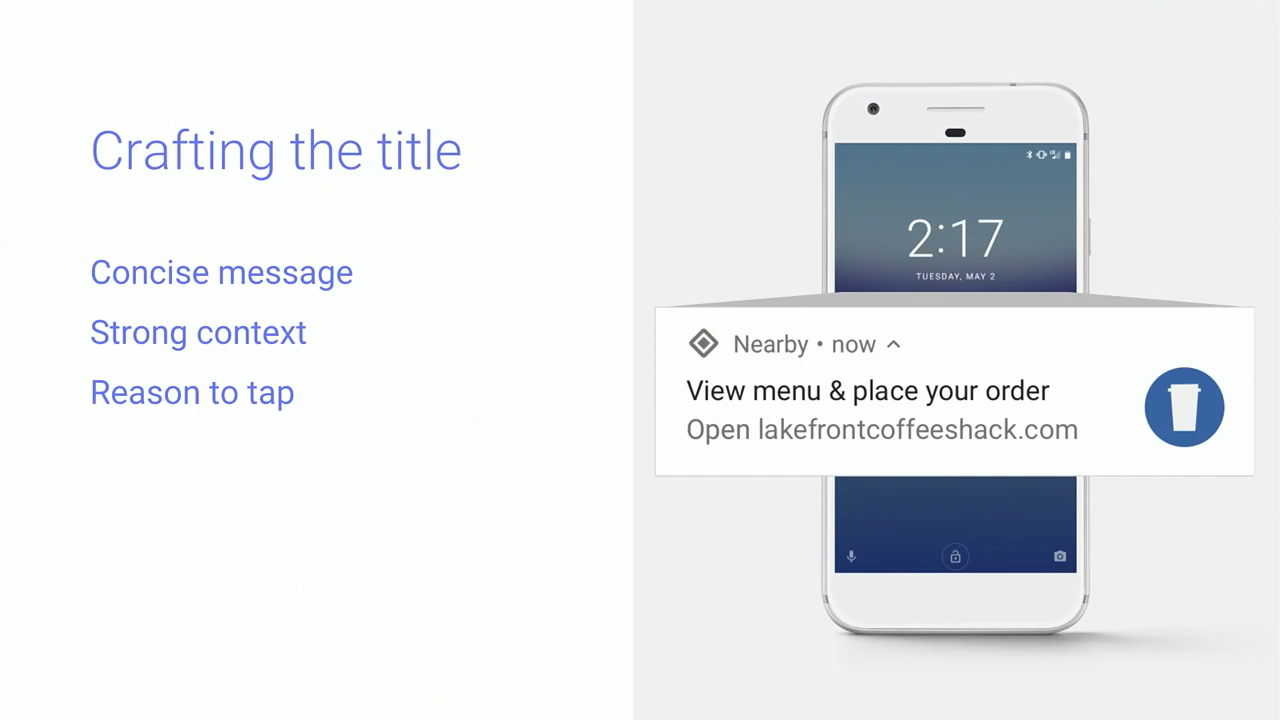 Crafting the title
Concise message
Strong context
Reason to tap
2:17
TUESDAY, MAY 2
Nearby • now
View menu & place your order
Open lakefrontcoffeeshack.com